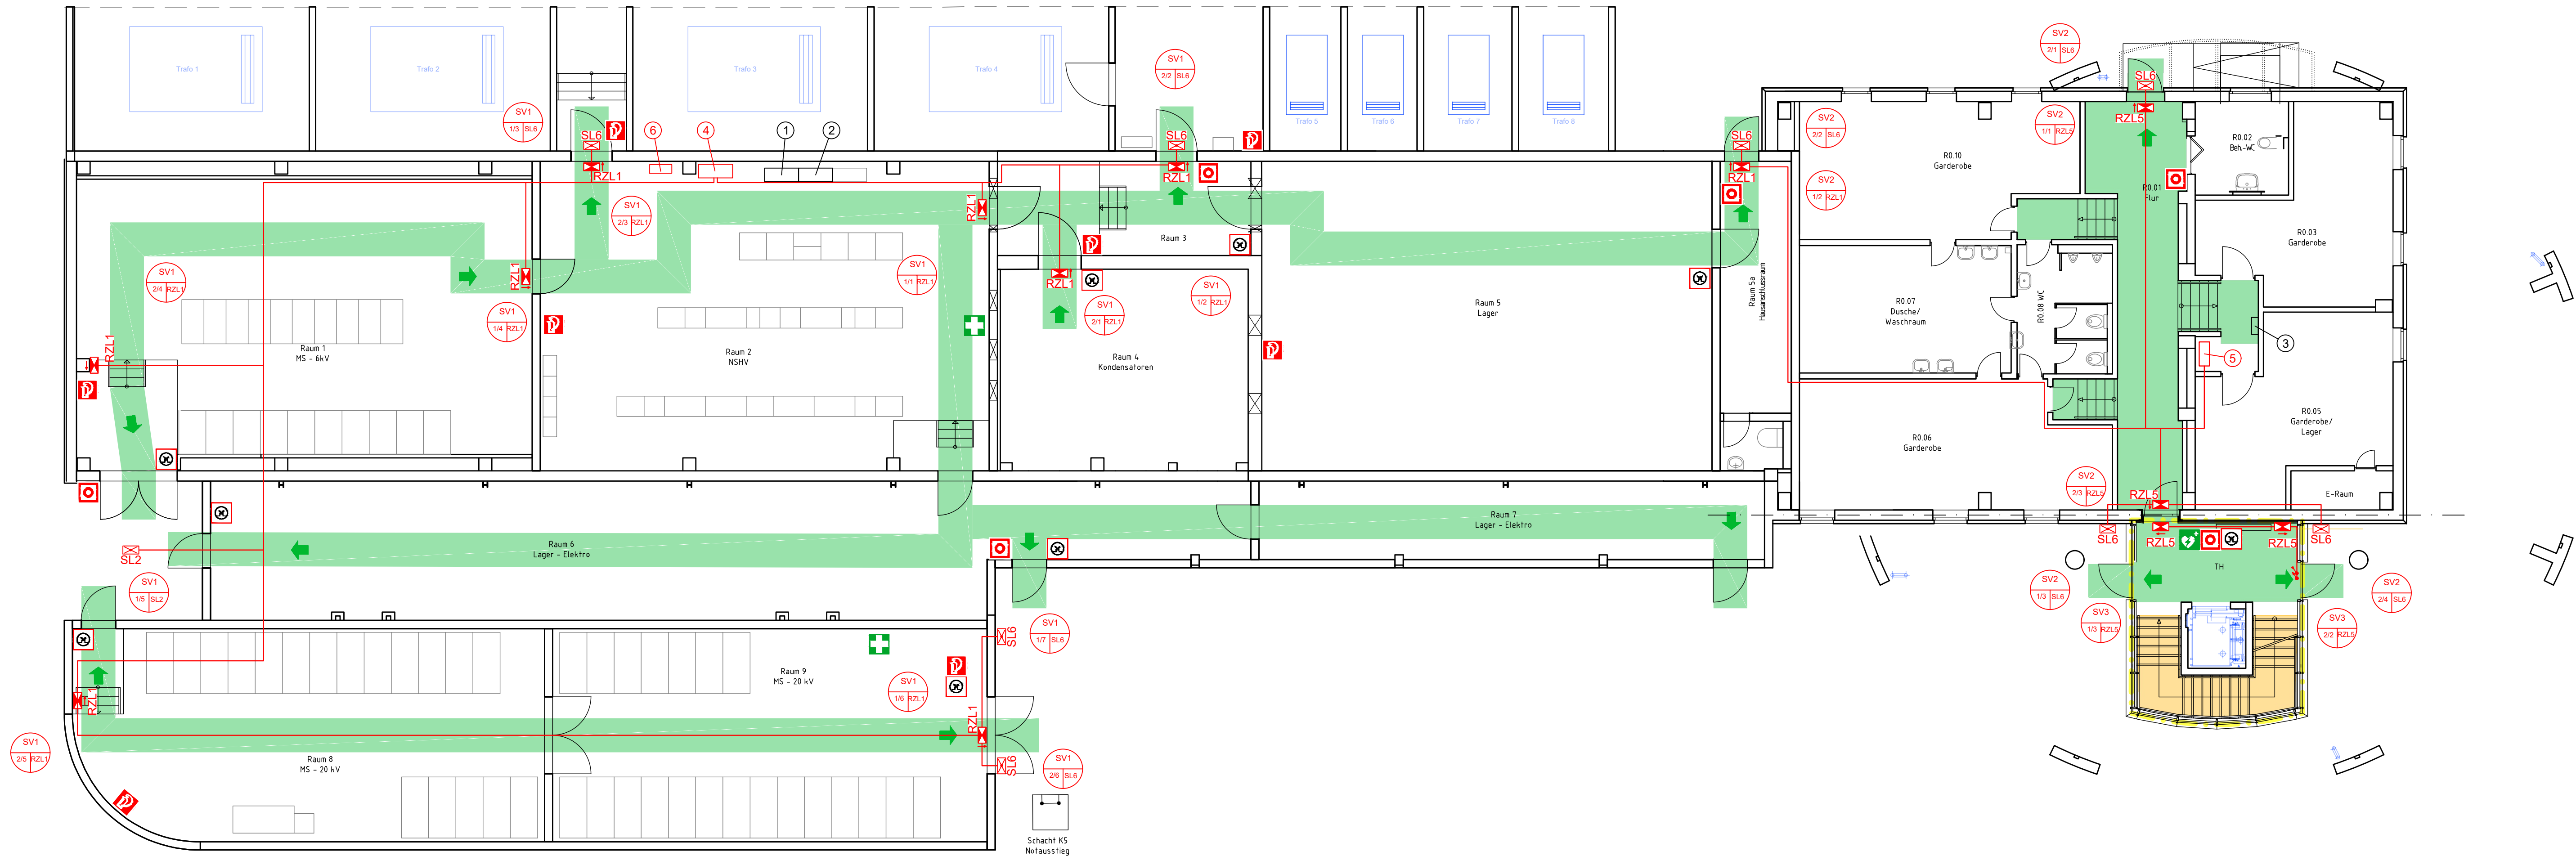 Trafo 1
Trafo 2
Trafo 3
Trafo 4
Trafo 5
Trafo 6
Trafo 7
Trafo 8
SV1
1/3 SL6
SL6
RZL1
6
4
1
2
SV1
2/2 SL6
SL6
RZL1
SL6
RZL1
SV2
2/1 SL6
SL6
RZL5
SV2
2/2 SL6
SV2
1/1 RZL5
SV2
1/2 RZL1
R0.10
Garderobe
R0.02
Beh.-WC
R0.01
Flur
R0.03
Garderobe
SV1
2/3 RZL1
RZL1
Raum 3
SV1
2/4 RZL1
RZL1
SV1
1/4 RZL1
SV1
1/1 RZL1
RZL1
SV1
2/1 RZL1
SV1
1/2 RZL1
Raum 5
Lager
Raum 5a
Hausanschlussraum
R0.07
Dusche/
Waschraum
R0.08 WC
3
5
RZL1
Raum 1
MS - 6kV
Raum 2
NSHV
Raum 4
Kondensatoren
R0.06
Garderobe
R0.05
Garderobe/
Lager
E-Raum
SV2
2/3 RZL5
RZL5
Raum 6
Lager - Elektro
Raum 7
Lager - Elektro
SL2
SV1
1/5 SL2
SL6
RZL5
RZL5
SL6
TH
SV2
1/3 SL6
SV2
2/4 SL6
SV3
1/3 RZL5
SV3
2/2 RZL5
SL6
SV1
1/7 SL6
Raum 9
MS - 20 kV
SV1
1/6 RZL1
RZL1
RZL1
SV1
2/5 RZL1
Raum 8
MS - 20 kV
SL6
SV1
2/6 SL6
Schacht K5
Notausstieg